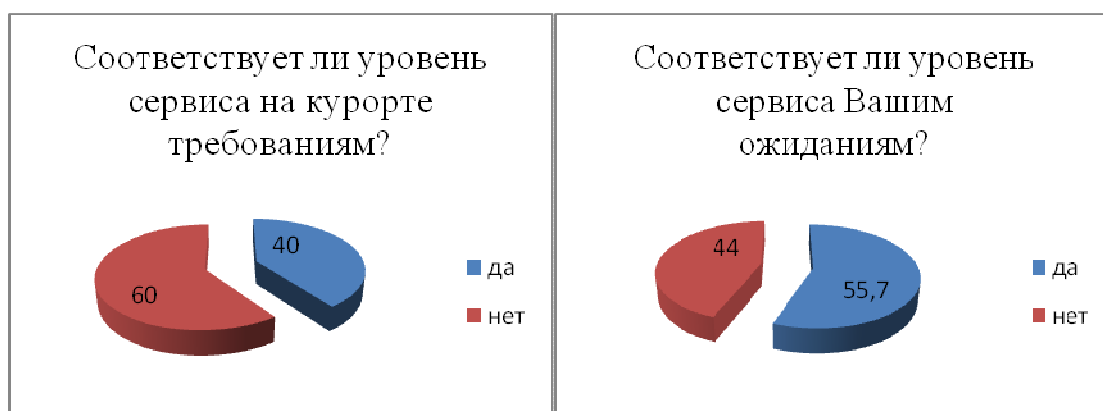 Соответствует ли уровень
сервиса на курорте
требованиям?
40
60
да
нет
Соответствует ли уровень
сервиса Вашим
ожиданиям?
44
55,7
да
нет